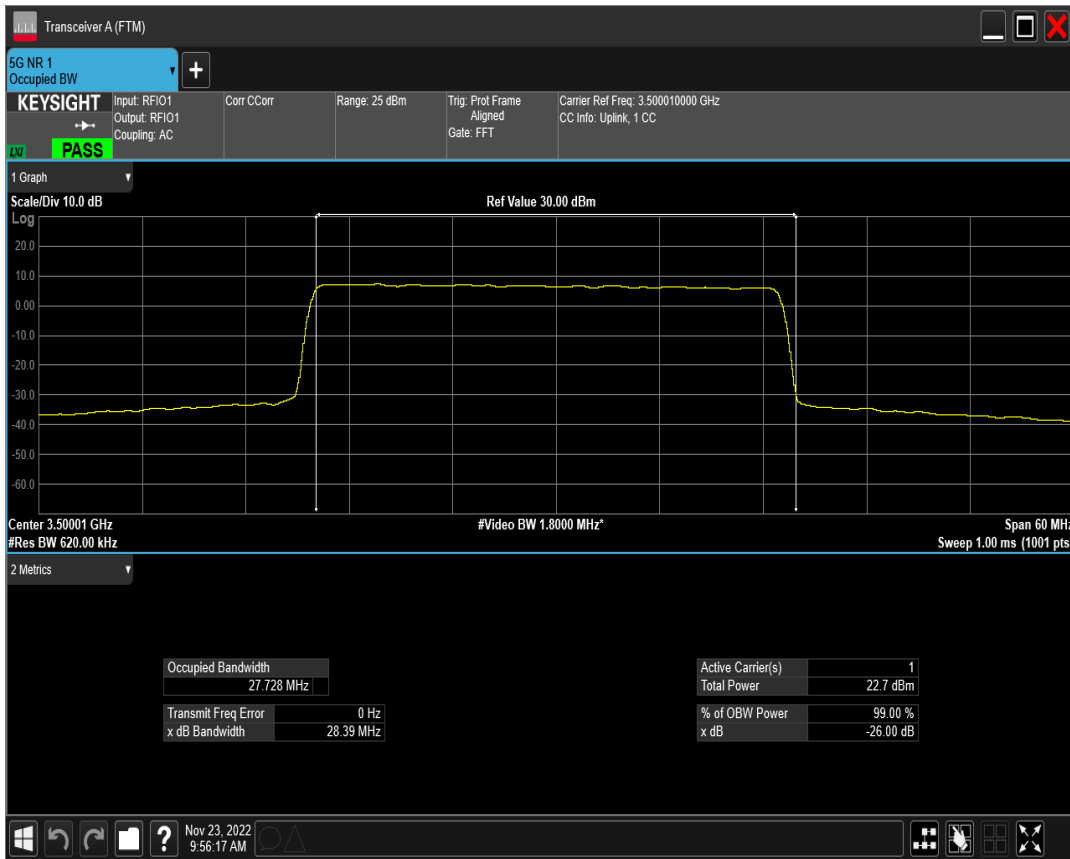 Transceiver A (FTM)
5G NR 1
Occupied BW
+
KEYSIGHT
LXI
PASS
Input: RFIO1
Output: RFIO1
Coupling: AC
Corr CCorr
Range: 25 dBm
Trig: Prot Frame
Aligned
Gate: FFT
Carrier Ref Freq: 3.500010000 GHz
CC Info: Uplink, 1 CC
1 Graph
Scale/Div 10.0 dB
Ref Value 30.00 dBm
Log
20.0
10.0
0.00
-10.0
-20.0
-30.0
-40.0
-50.0
-60.0
Center 3.50001 GHz
#Video BW 1.8000 MHz*
Span 60 MHz
#Res BW 620.00 kHz
Sweep 1.00 ms (1001 pts
2 Metrics
Occupied Bandwidth
27.728 MHz
Transmit Freq Error 0 Hz
x dB Bandwidth 28.39 MHz
Active Carrier(s) 1
Total Power 22.7 dBm
% of OBW Power 99.00 %
x dB -26.00 dB
?
Nov 23, 2022
9:56:17 AM